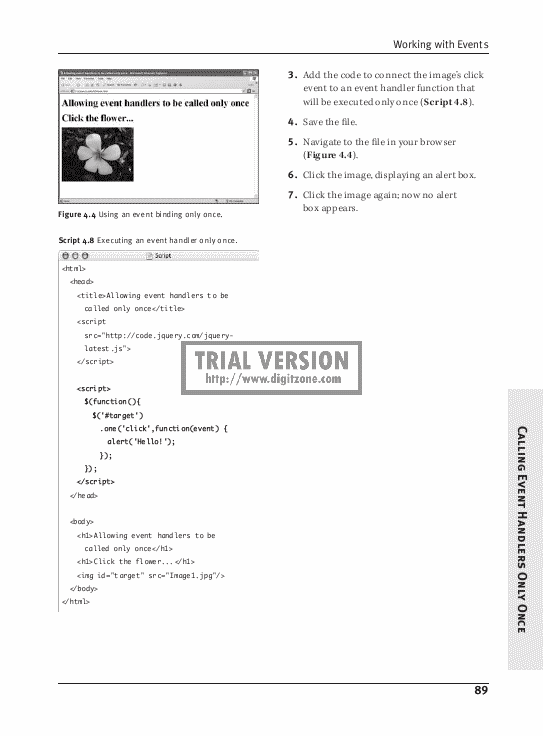 Working with Events
Allowing event handlers to be called only once
Click the flower...
Figure 4.4 Using an event binding only once.
Script 4.8 Executing an event handler only once.
Script
<html>
<head>
<title>Allowing event handlers to be
called only once</title>
<script
src="http://code.jquery.com/jquery-
latest.js">
</script>
<script>
$(function(){
$('#target')
.one('click',function(event) {
alert('Hello!');
});
});
</script>
</head>
<body>
<h1>Allowing event handlers to be
called only once</h1>
<h1>Click the flower...</h1>
<img id="target" src="Image1.jpg"/>
</body>
</html>
3. Add the code to connect the image's click
event to an event handler function that
will be executed only once (Script 4.8).
4. Save the file.
5. Navigate to the file in your browser
(Figure 4.4).
6. Click the image, displaying an alert box.
7. Click the image again; now no alert
box appears.
TRIAL VERSION
http://www.digitzone.com
Calling Event Handlers Only Once
89